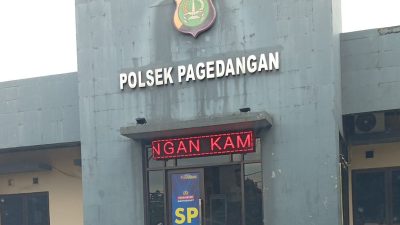 POLSEK PAGEDANGAN
NGAN KAM
SP